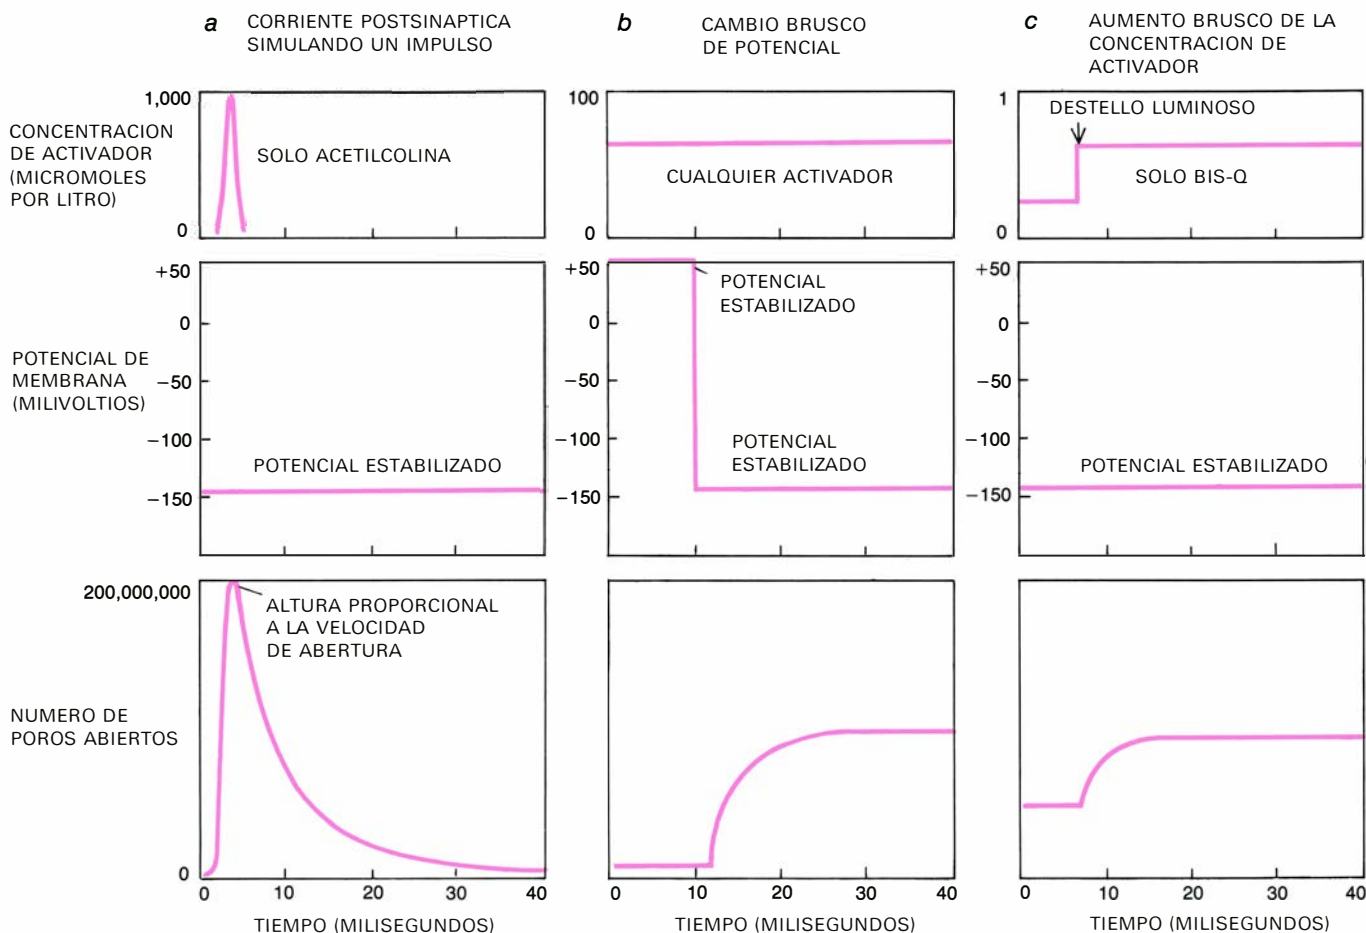 a CORRIENTE POSTSINAPTICA
SIMULANDO UN IMPULSO
b CAMBIO BRUSCO
DE POTENCIAL
c AUMENTO BRUSCO DE LA
CONCENTRACION DE
ACTIVADOR
CONCENTRACION
DE ACTIVADOR
(MICROMOLES
POR LITRO)
1,000
0
SOLO ACETILCOLINA
100
0
CUALQUIER ACTIVADOR
1
0
DESTELLO LUMINOSO
SOLO BIS-Q
POTENCIAL DE
MEMBRANA
(MILIVOLTIOS)
+50
0
−50
−100
−150
POTENCIAL ESTABILIZADO
+50
0
−50
−100
−150
POTENCIAL
ESTABILIZADO
POTENCIAL
ESTABILIZADO
+50
0
−50
−100
−150
POTENCIAL ESTABILIZADO
NUMERO DE
POROS ABIERTOS
200,000,000
0
ALTURA PROPORCIONAL
A LA VELOCIDAD
DE ABERTURA
0 10 20 30 40
TIEMPO (MILISEGUNDOS)
0 10 20 30 40
TIEMPO (MILISEGUNDOS)
0 10 20 30 40
TIEMPO (MILISEGUNDOS)